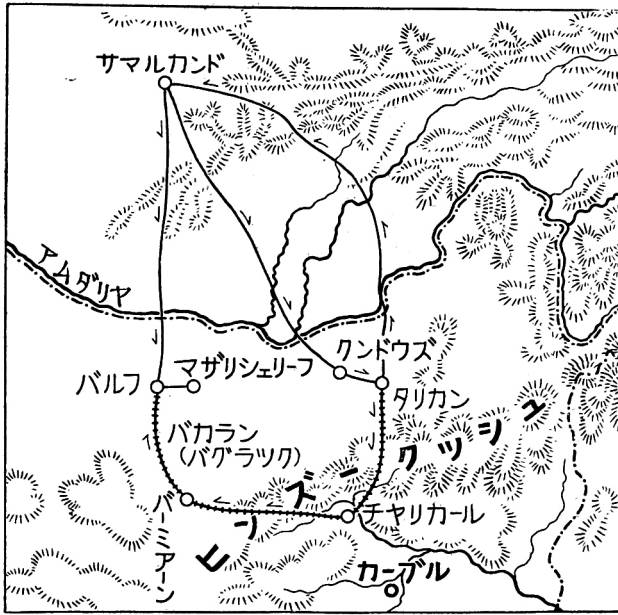 サマルカンド
アムダリヤ
クンドウズ
マザリシェリーフ
バルフ
タリカン
バカラン
(バグラツク)
ヒンズークッシュ
バーミアーン
チャリカール
カーブル